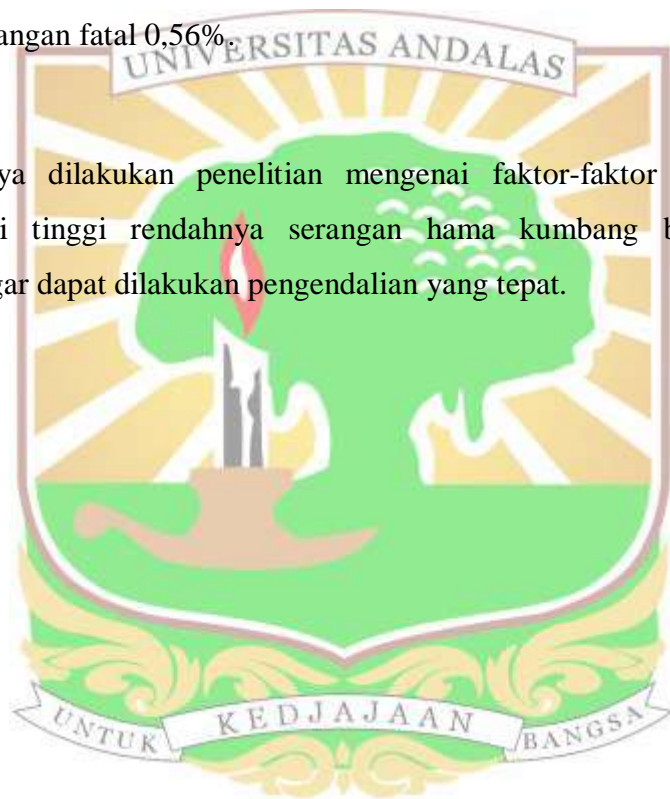 angan fatal 0,56%.
UNIVERSITAS ANDALAS
ya dilakukan penelitian mengenai faktor-faktor
i tinggi rendahnya serangan hama kumbang b
gar dapat dilakukan pengendalian yang tepat.
UNTUK KEDJAJAAN BANGSA